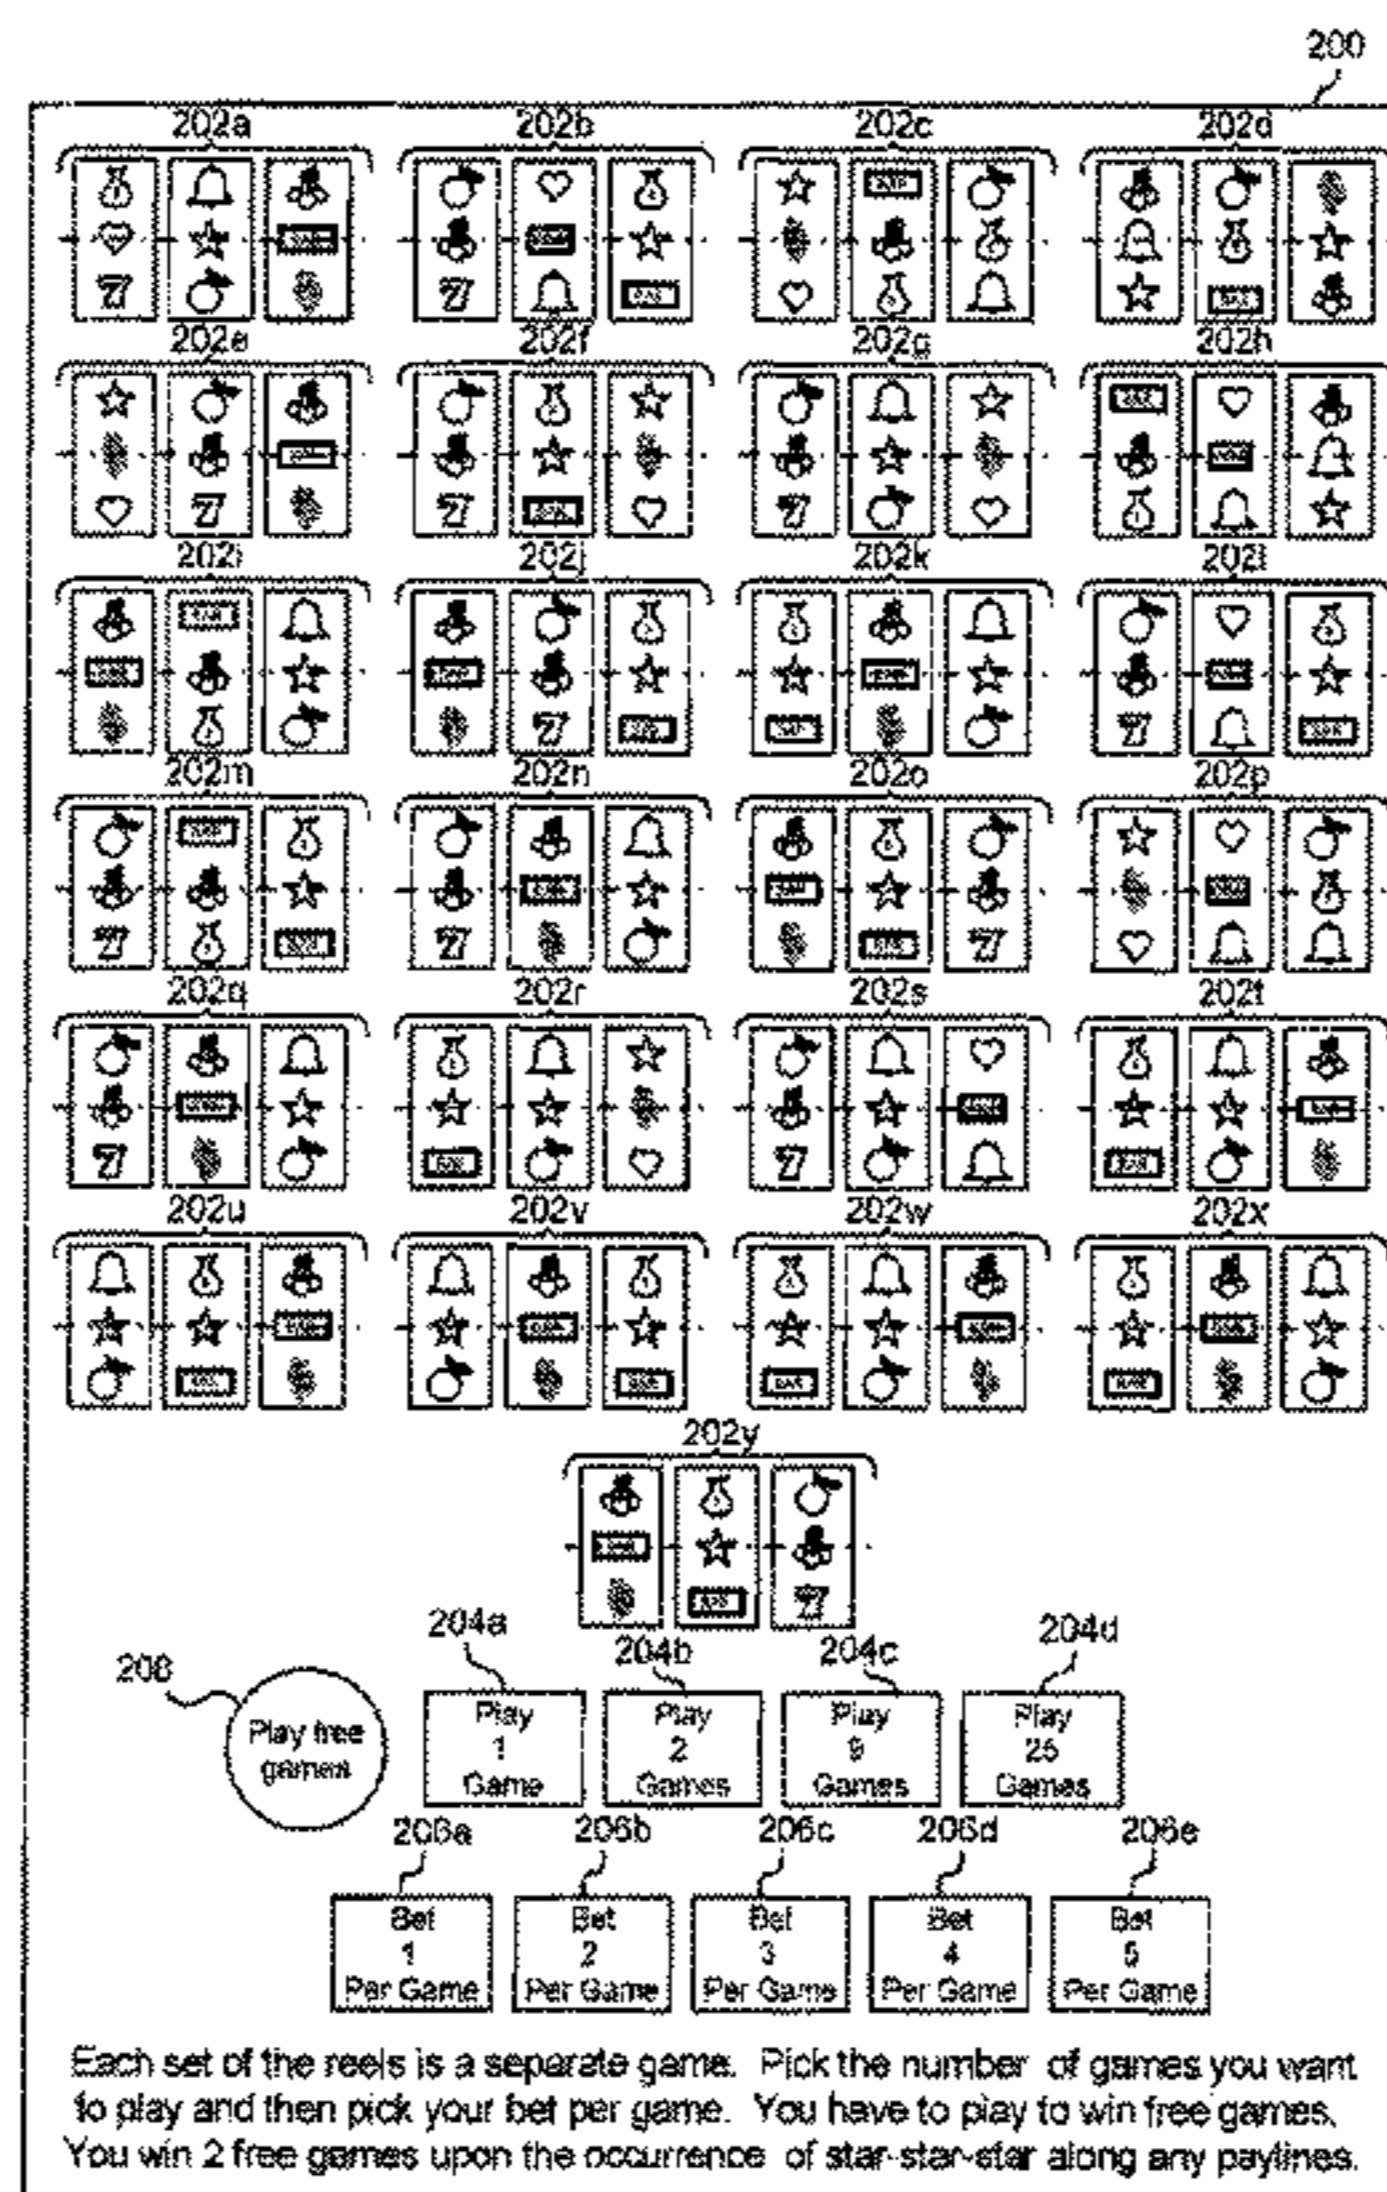 200
202a 202b 202c 202d
202e 202f 202g 202h
202i 202j 202k 202l
202m 202n 202o 202p
202q 202r 202s 202t
202u 202v 202w 202x
202y
204a 204b 204c 204d
208
Play free
games
Play
1
Game
Play
2
Games
Play
9
Games
Play
25
Games
206a 206b 206c 206d 206e
Bet
1
Per Game
Bet
2
Per Game
Bet
3
Per Game
Bet
4
Per Game
Bet
5
Per Game
Each set of the reels is a separate game. Pick the number of games you want
to play and then pick your bet per game. You have to play to win free games.
You win 2 free games upon the occurrence of star-star-star along any paylines.